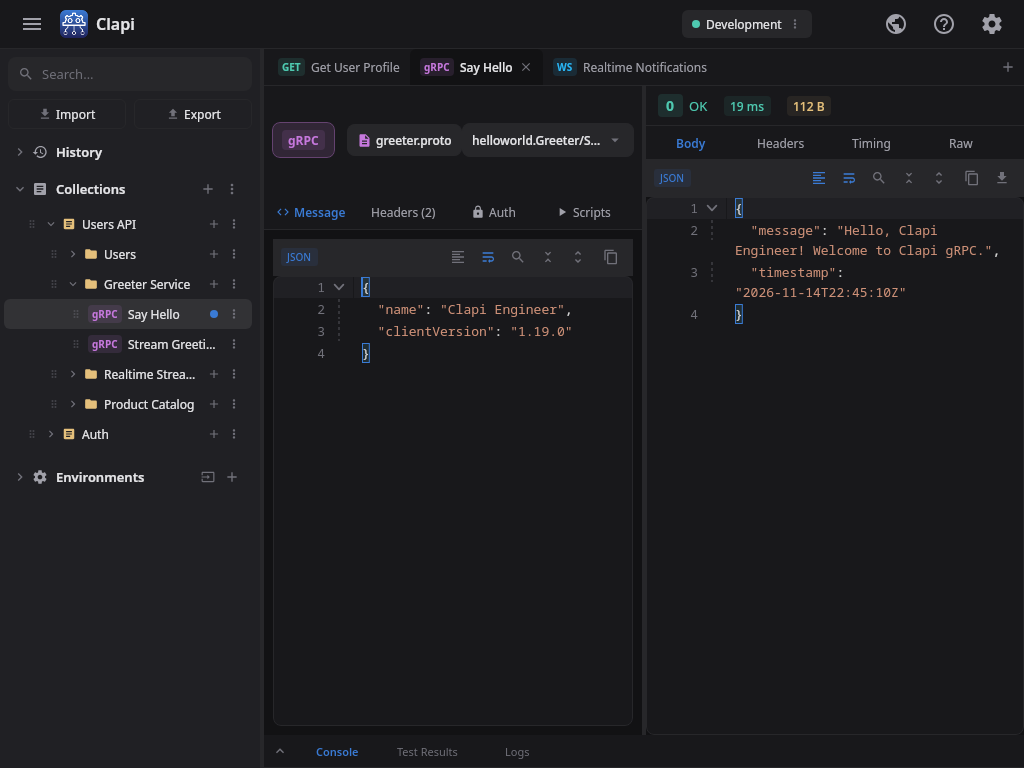 Clapi
Development
Search...
Import
Export
History
Collections
Users API
Users
Greeter Service
gRPC Say Hello
gRPC Stream Greeti...
Realtime Strea...
Product Catalog
Auth
Environments
GET Get User Profile
gRPC Say Hello
WS Realtime Notifications
gRPC
greeter.proto
helloworld.Greeter/S...
Message
Headers (2)
Auth
Scripts
JSON
1 {
2 "name": "Clapi Engineer",
3 "clientVersion": "1.19.0"
4 }
0 OK
19 ms
112 B
Body
Headers
Timing
Raw
JSON
1 {
2 "message": "Hello, Clapi
Engineer! Welcome to Clapi gRPC.",
3 "timestamp":
"2026-11-14T22:45:10Z"
4 }
Console
Test Results
Logs